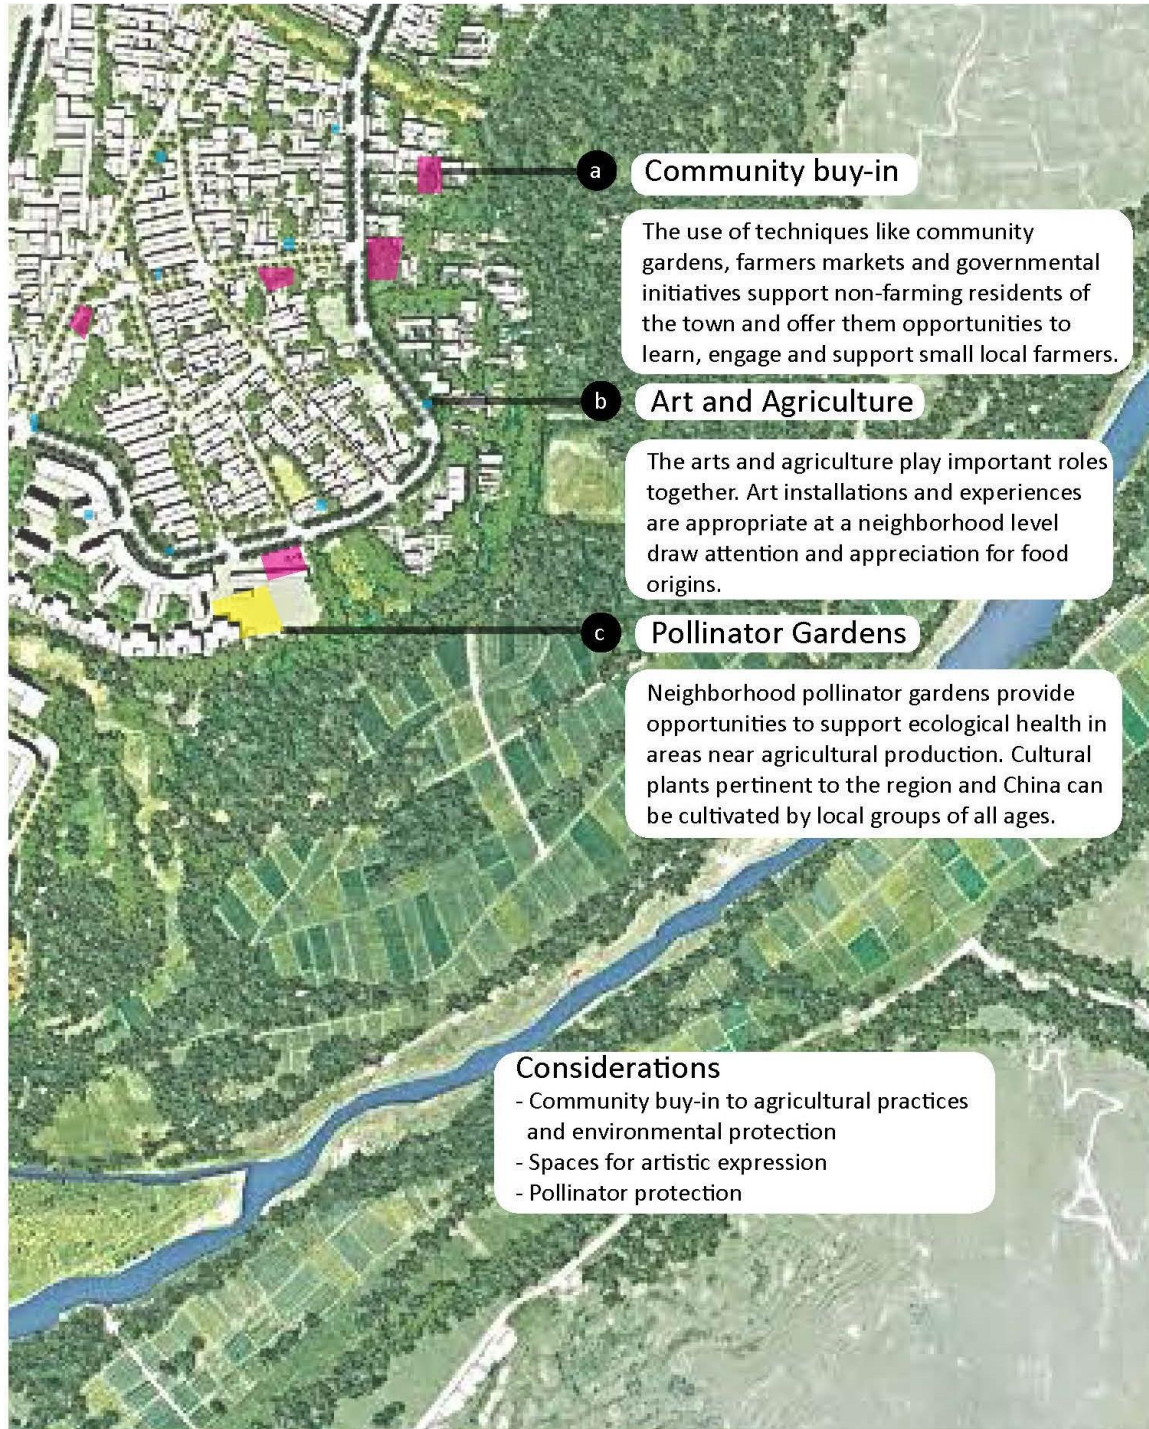 a
Community buy-in
The use of techniques like community
gardens, farmers markets and governmental
initiatives support non-farming residents of
the town and offer them opportunities to
learn, engage and support small local farmers.
b
Art and Agriculture
The arts and agriculture play important roles
together. Art installations and experiences
are appropriate at a neighborhood level
draw attention and appreciation for food
origins.
c
Pollinator Gardens
Neighborhood pollinator gardens provide
opportunities to support ecological health in
areas near agricultural production. Cultural
plants pertinent to the region and China can
be cultivated by local groups of all ages.
Considerations
- Community buy-in to agricultural practices
and environmental protection
- Spaces for artistic expression
- Pollinator protection